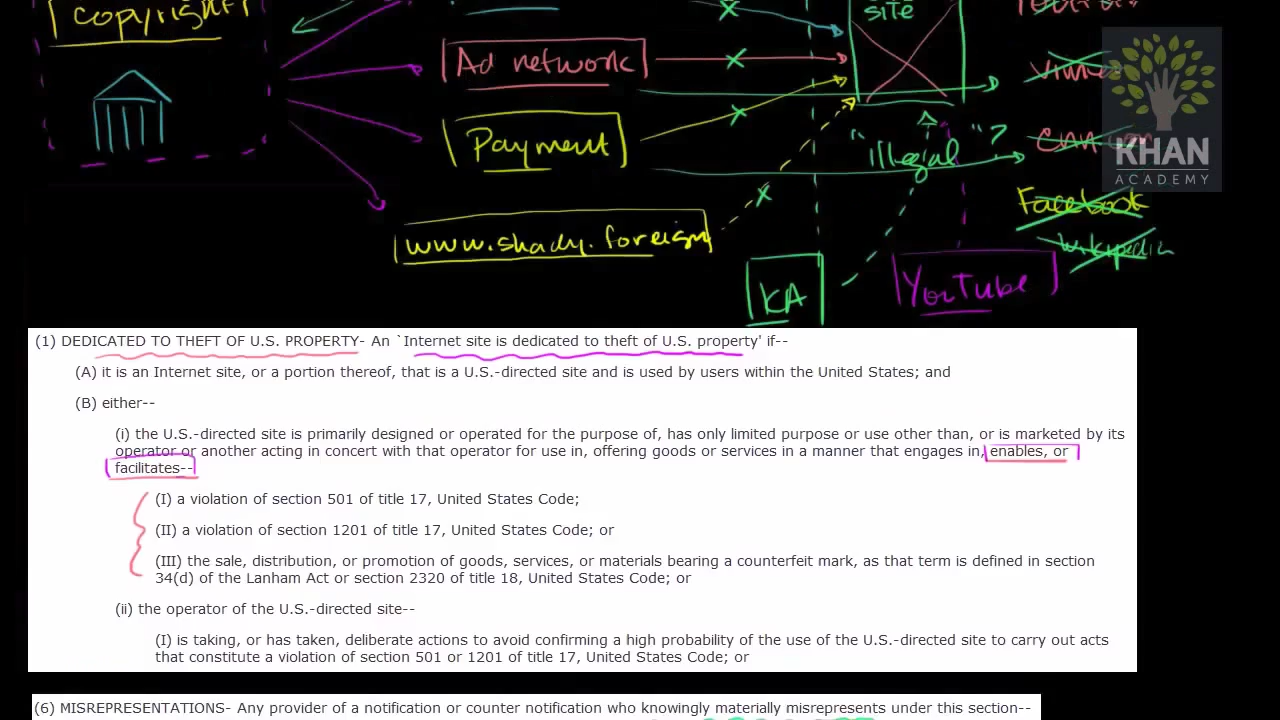 copyright
site
Ad network
Payment
"illegal"?
www.shady.foreign
Facebook
wikipedia
KA
YouTube
KHAN
ACADEMY
(1) DEDICATED TO THEFT OF U.S. PROPERTY- An `Internet site is dedicated to theft of U.S. property' if--
(A) it is an Internet site, or a portion thereof, that is a U.S.-directed site and is used by users within the United States; and
(B) either--
(i) the U.S.-directed site is primarily designed or operated for the purpose of, has only limited purpose or use other than, or is marketed by its
operator or another acting in concert with that operator for use in, offering goods or services in a manner that engages in, enables, or
facilitates--
(I) a violation of section 501 of title 17, United States Code;
(II) a violation of section 1201 of title 17, United States Code; or
(III) the sale, distribution, or promotion of goods, services, or materials bearing a counterfeit mark, as that term is defined in section
34(d) of the Lanham Act or section 2320 of title 18, United States Code; or
(ii) the operator of the U.S.-directed site--
(I) is taking, or has taken, deliberate actions to avoid confirming a high probability of the use of the U.S.-directed site to carry out acts
that constitute a violation of section 501 or 1201 of title 17, United States Code; or
(6) MISREPRESENTATIONS- Any provider of a notification or counter notification who knowingly materially misrepresents under this section--